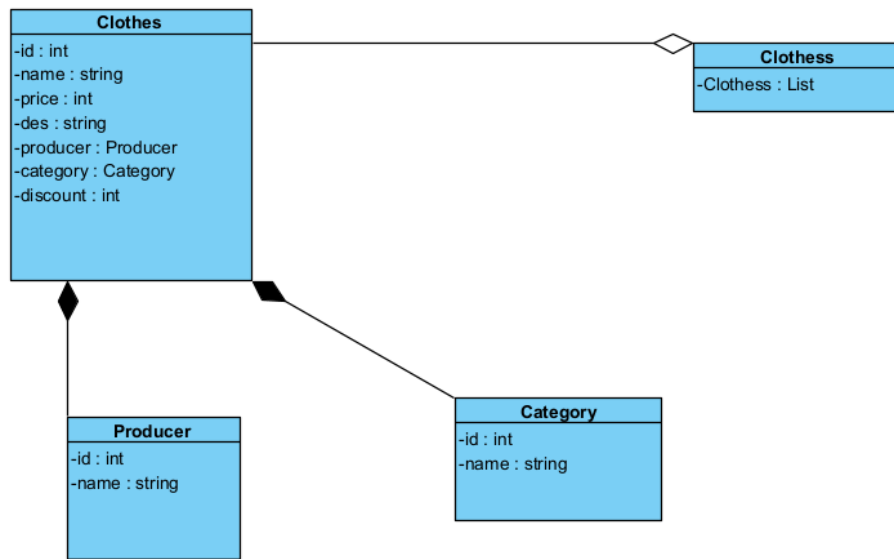 Clothes
-id : int
-name : string
-price : int
-des : string
-producer : Producer
-category : Category
-discount : int
Clothess
-Clothess : List
Producer
-id : int
-name : string
Category
-id : int
-name : string